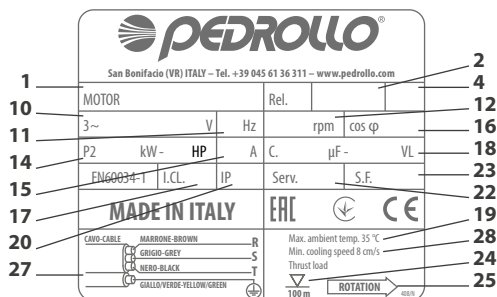 PEDROLLO®
San Bonifacio (VR) ITALY – Tel. +39 045 61 36 311 – www.pedrollo.com
1
2
4
MOTOR
Rel.
10
12
3~
V
Hz
rpm
cos φ
11
16
14
18
P2
kW -
HP
A
C.
µF -
VL
15
23
EN60034-1
I.CL.
IP
Serv.
S.F.
17
22
MADE IN ITALY
EAC
CE
20
19
CAVO-CABLE
MARRONE-BROWN
R
GRIGIO-GREY
S
NERO-BLACK
T
GIALLO/VERDE-YELLOW/GREEN
27
Max. ambient temp. 35 °C
Min. cooling speed 8 cm/s
Thrust load
28
24
100 m
ROTATION
25